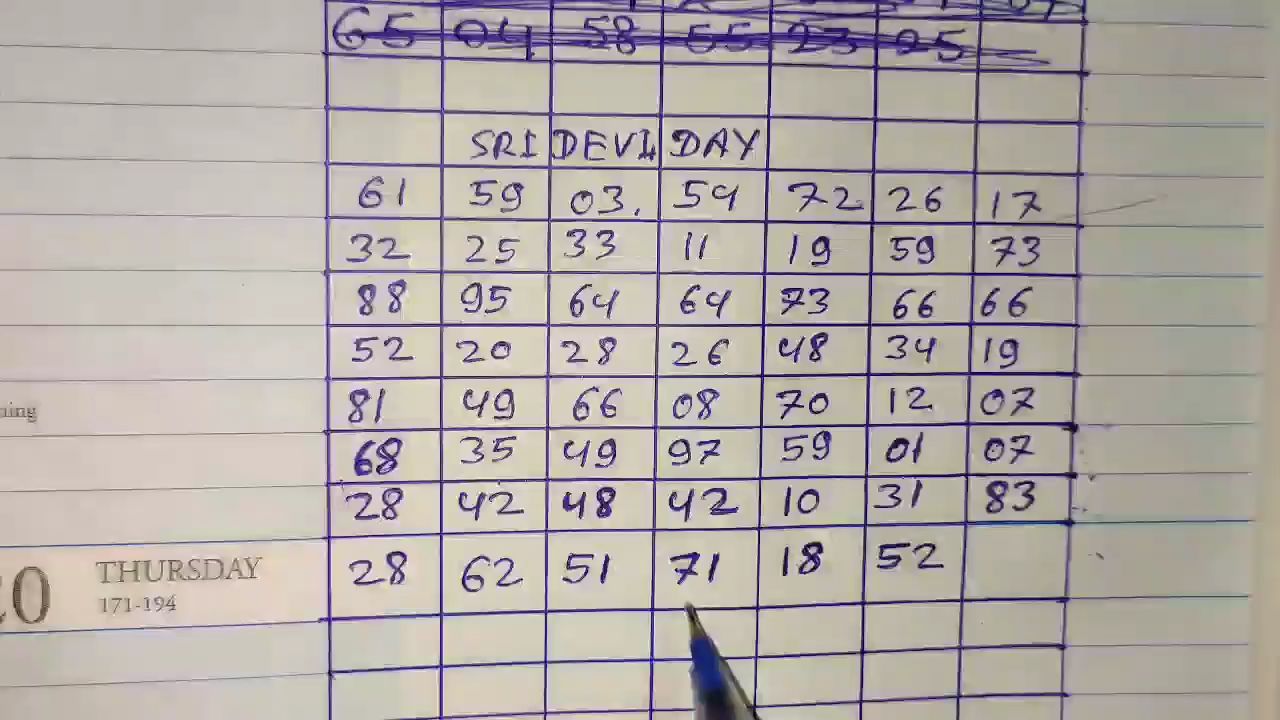 65 04 58 55 23 25
SRI DEVI DAY
61 59 03. 59 72 26 17
32 25 33 11 19 59 73
88 95 64 64 73 66 66
52 20 28 26 48 34 19
ning
81 49 66 08 70 12 07
68 35 49 97 59 01 07
28 42 48 42 10 31 83
20 THURSDAY
171-194
28 62 51 71 18 52